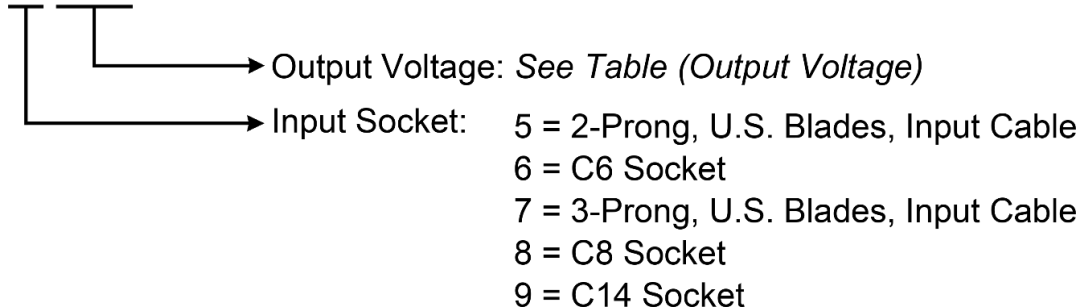 Output Voltage: See Table (Output Voltage)
Input Socket: 5 = 2-Prong, U.S. Blades, Input Cable
6 = C6 Socket
7 = 3-Prong, U.S. Blades, Input Cable
8 = C8 Socket
9 = C14 Socket